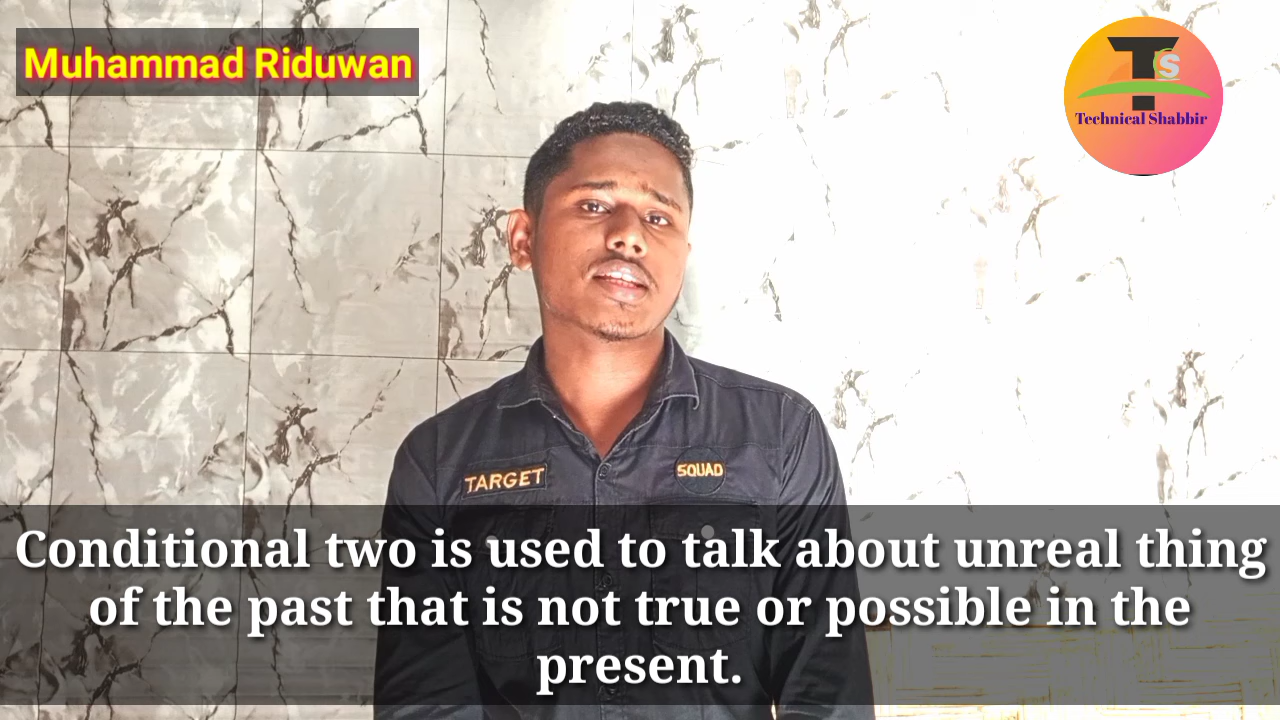 Muhammad Riduwan
TS
Technical Shabbir
TARGET
SQUAD
Conditional two is used to talk about unreal thing
of the past that is not true or possible in the
present.